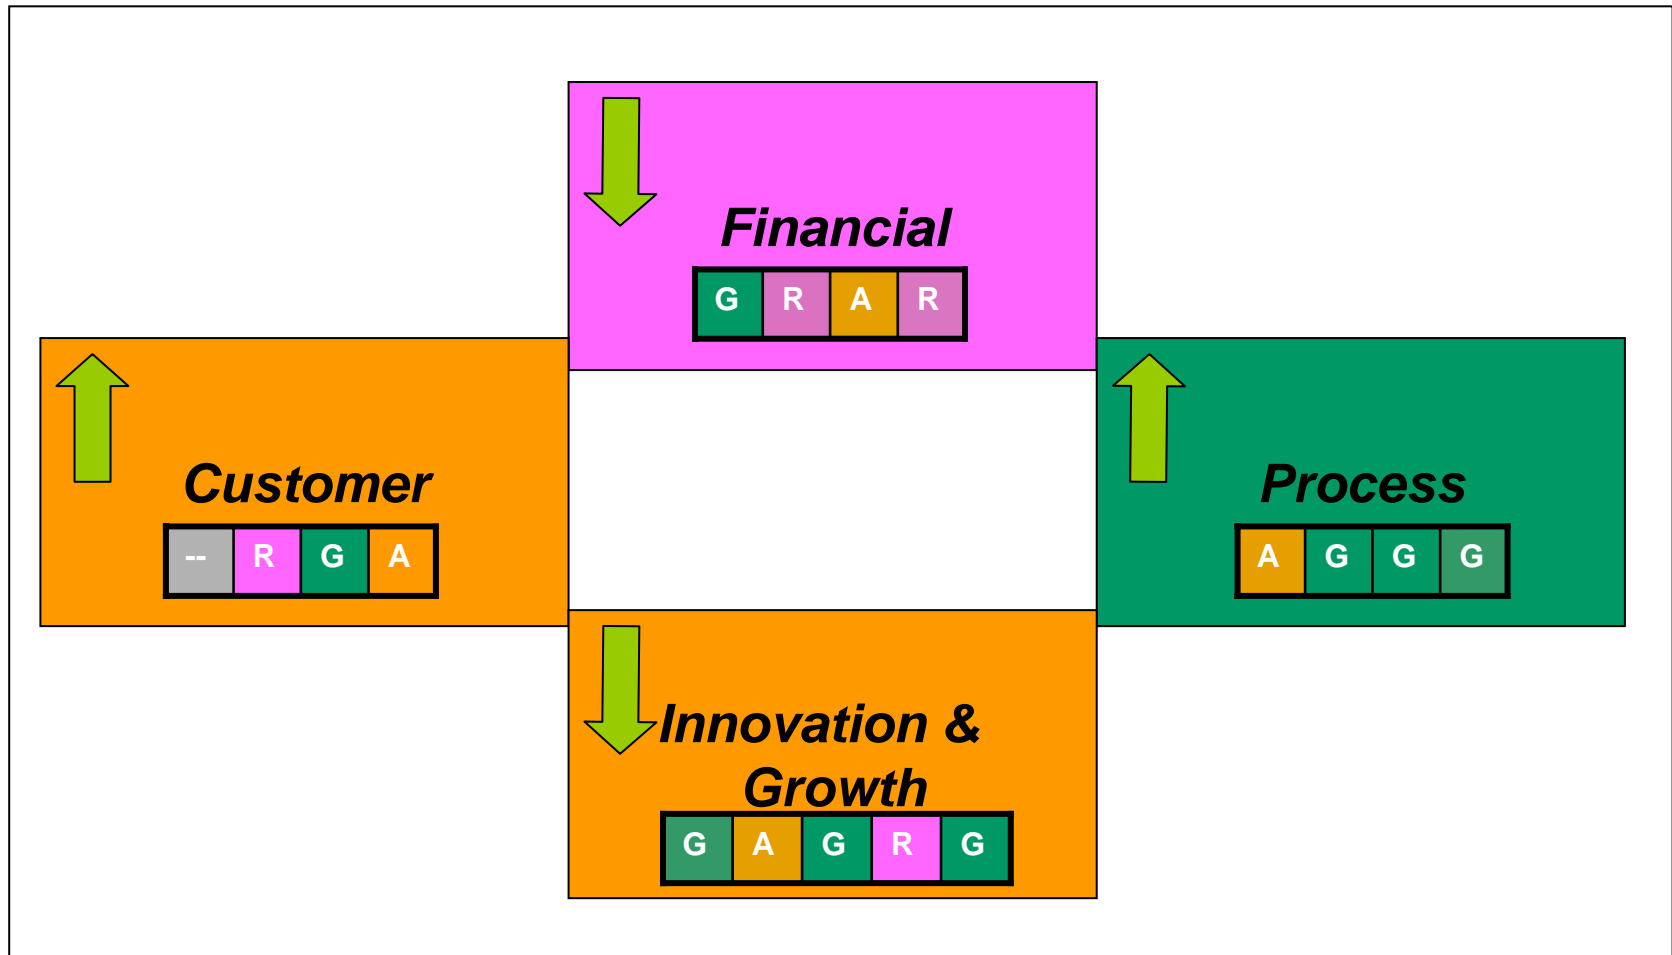 Financial
G R A R
Customer
-- R G A
Process
A G G G
Innovation &
Growth
G A G R G